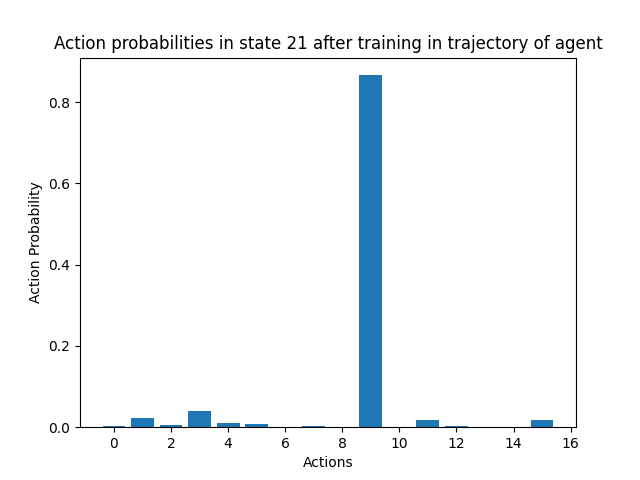 Action probabilities in state 21 after training in trajectory of agent
0.8
0.6
0.4
0.2
0.0
Action Probability
0 2 4 6 8 10 12 14 16
Actions